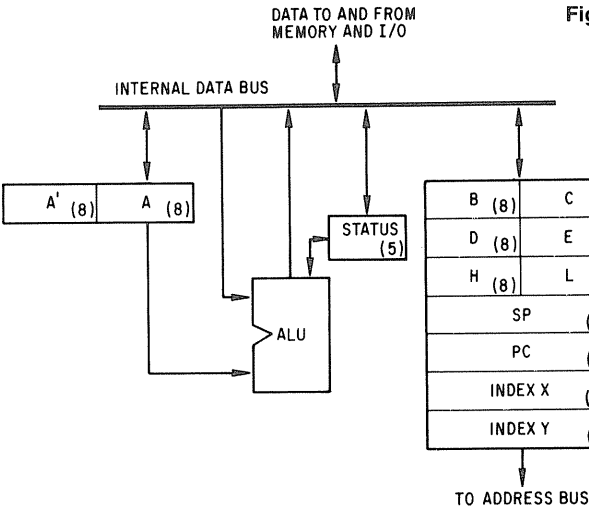 DATA TO AND FROM
MEMORY AND I/O
Fig
INTERNAL DATA BUS
A' (8) A (8)
STATUS
(5)
ALU
B (8) C
D (8) E
H (8) L
SP (
PC (
INDEX X (
INDEX Y (
TO ADDRESS BUS